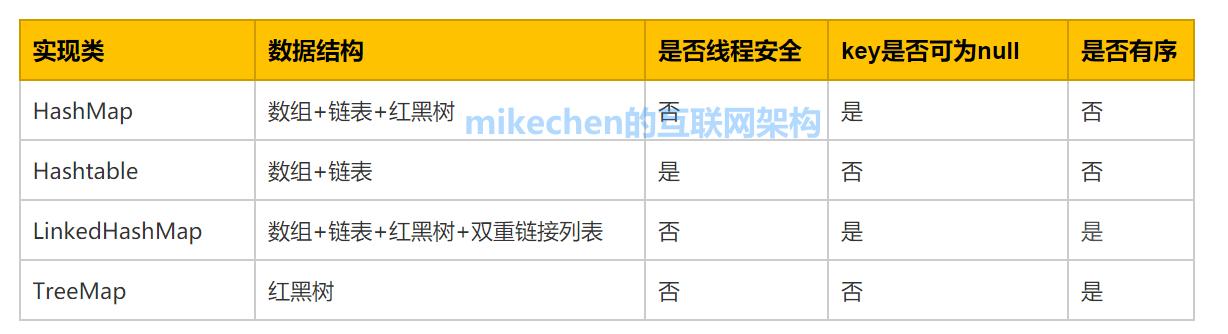 实现类 数据结构 是否线程安全 key是否可为null 是否有序
HashMap 数组+链表+红黑树 否 是 否
mikechen的互联网架构
Hashtable 数组+链表 是 否 否
LinkedHashMap 数组+链表+红黑树+双重链接列表 否 是 是
TreeMap 红黑树 否 否 是